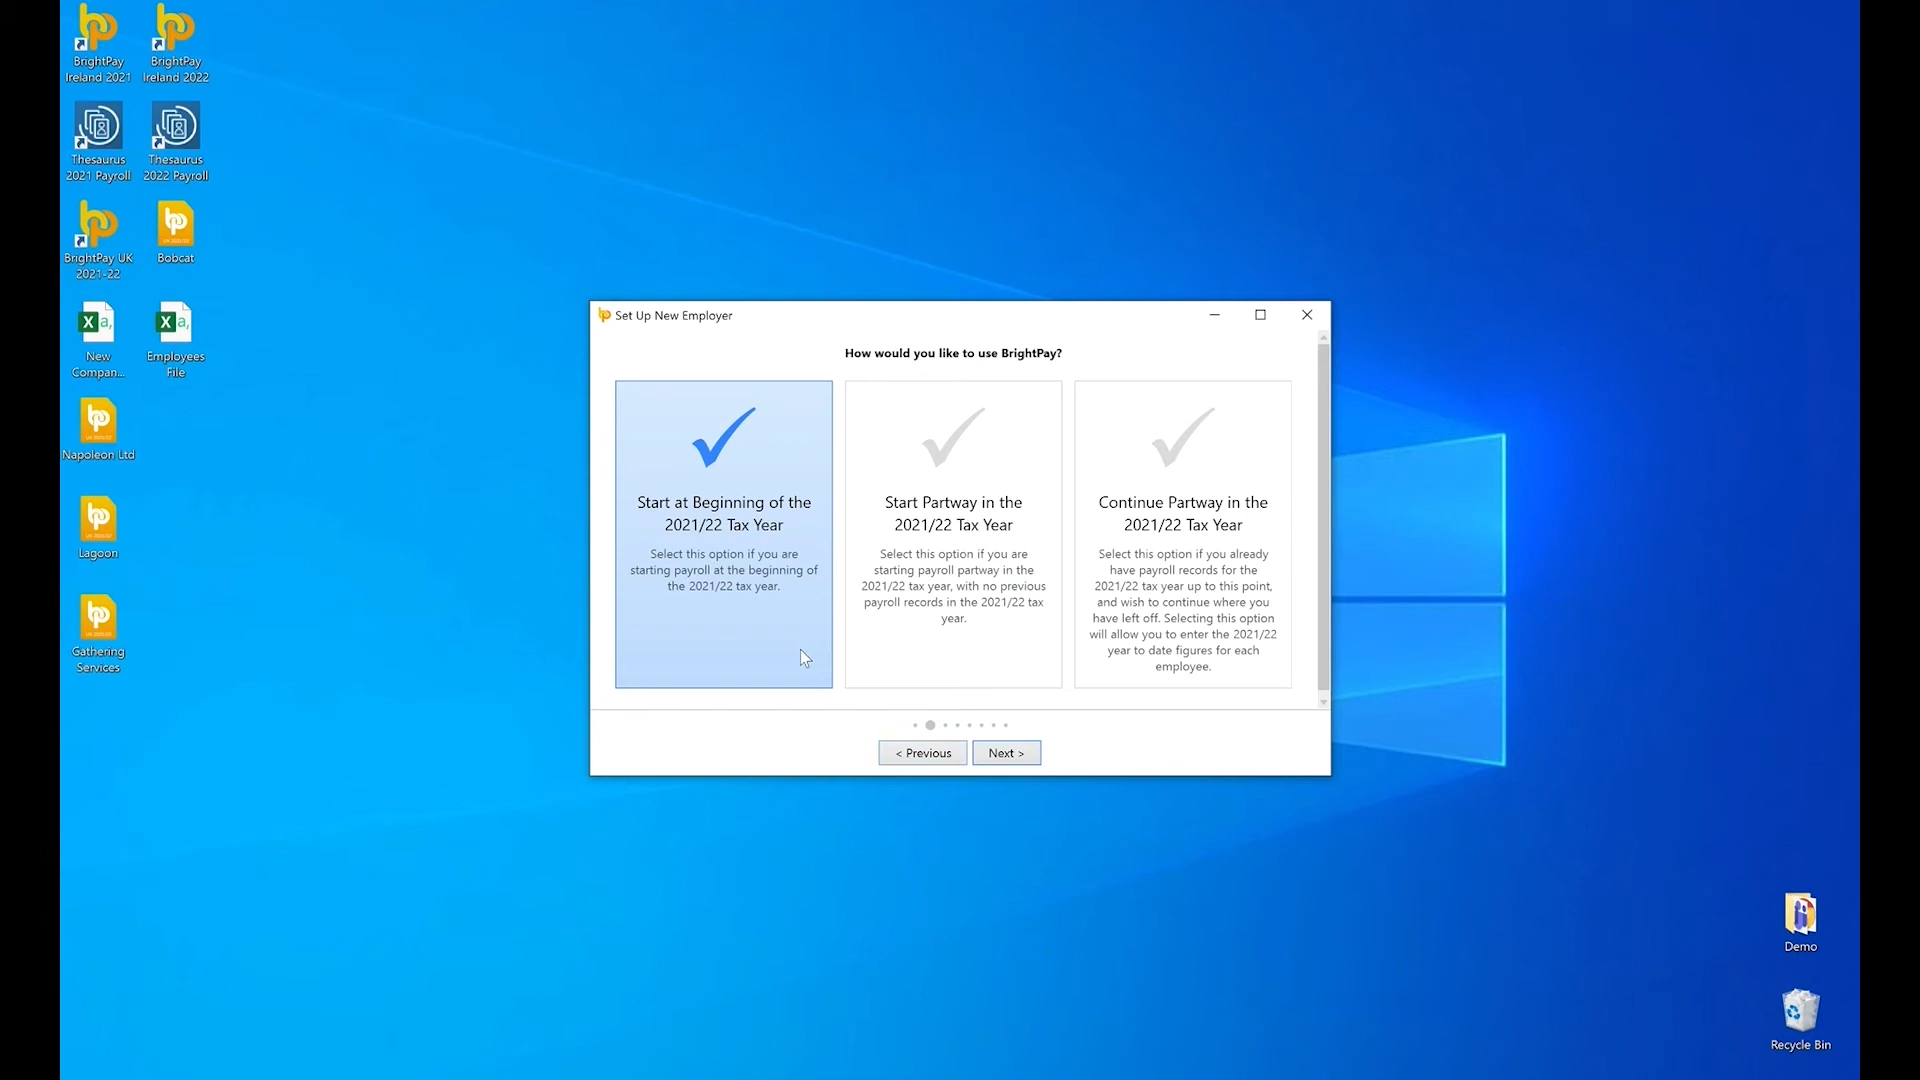 BrightPay
Ireland 2021
BrightPay
Ireland 2022
Thesaurus
2021 Payroll
Thesaurus
2022 Payroll
BrightPay UK
2021-22
Bobcat
New
Compan...
Employees
File
Napoleon Ltd
Lagoon
Gathering
Services
Set Up New Employer
How would you like to use BrightPay?
Start at Beginning of the
2021/22 Tax Year
Select this option if you are
starting payroll at the beginning of
the 2021/22 tax year.
Start Partway in the
2021/22 Tax Year
Select this option if you are
starting payroll partway in the
2021/22 tax year, with no previous
payroll records in the 2021/22 tax
year.
Continue Partway in the
2021/22 Tax Year
Select this option if you already
have payroll records for the
2021/22 tax year up to this point,
and wish to continue where you
have left off. Selecting this option
will allow you to enter the 2021/22
year to date figures for each
employee.
< Previous
Next >
Demo
Recycle Bin